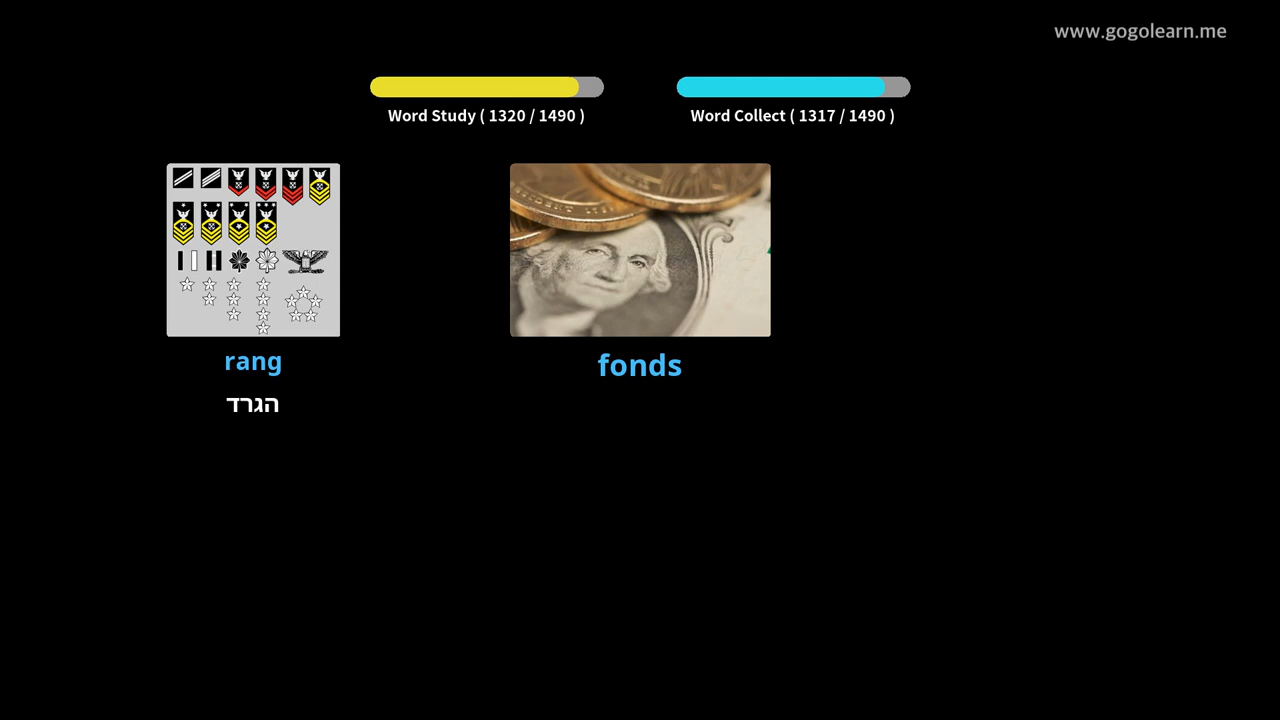 www.gogolearn.me
Word Study ( 1320 / 1490 )
Word Collect ( 1317 / 1490 )
rang
הגרד
fonds